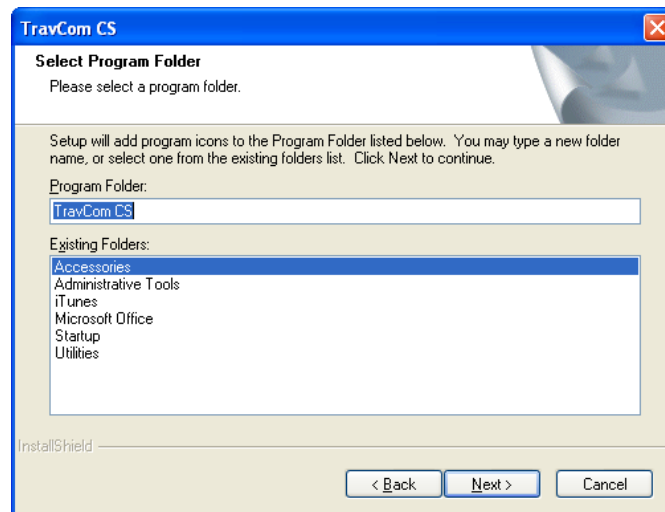 TravCom CS
Select Program Folder
Please select a program folder.
Setup will add program icons to the Program Folder listed below. You may type a new folder
name, or select one from the existing folders list. Click Next to continue.
Program Folder:
TravCom CS
Existing Folders:
Accessories
Administrative Tools
iTunes
Microsoft Office
Startup
Utilities
InstallShield
< Back
Next >
Cancel